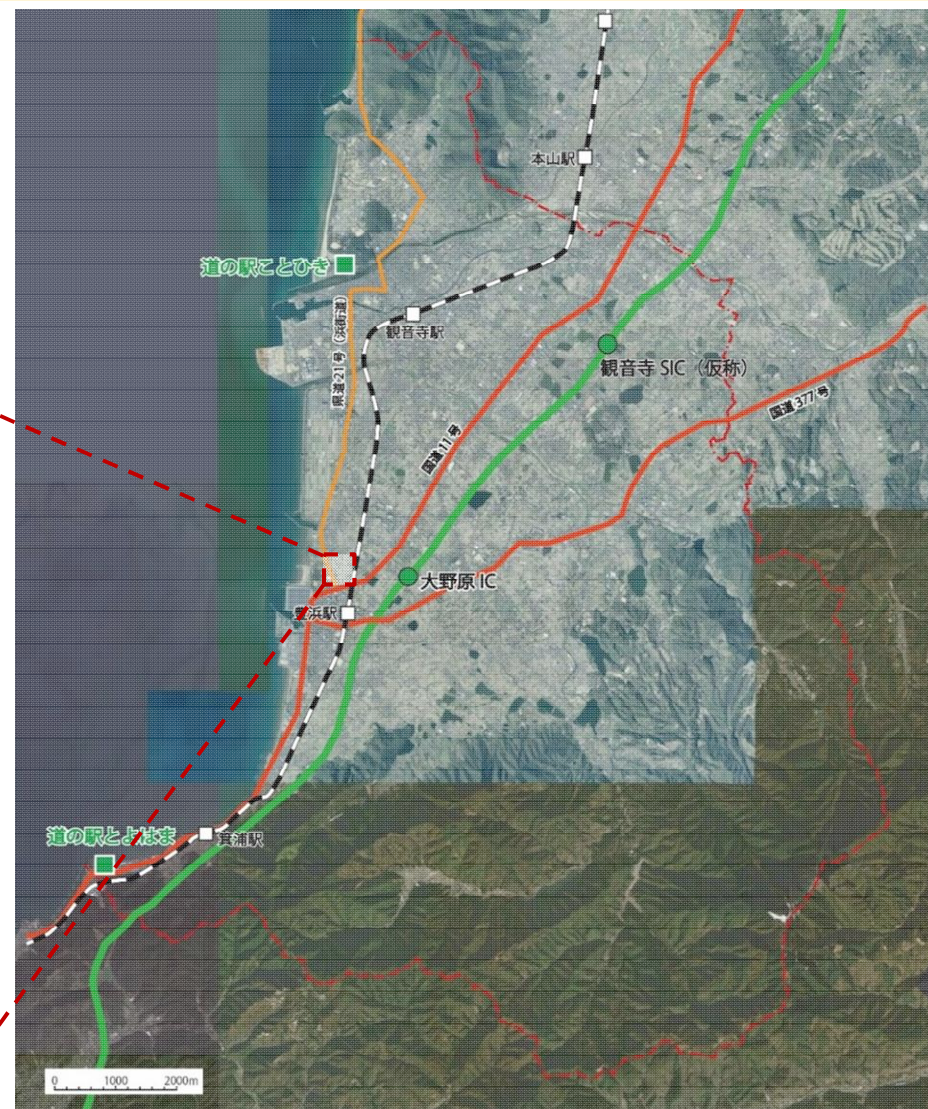 本山駅
道の駅ことひき
県道21号（浜街道）
観音寺駅
観音寺SIC（仮称）
国道377号
国道11号
大野原IC
豊浜駅
道の駅とよはま
箕浦駅
0 1000 2000m